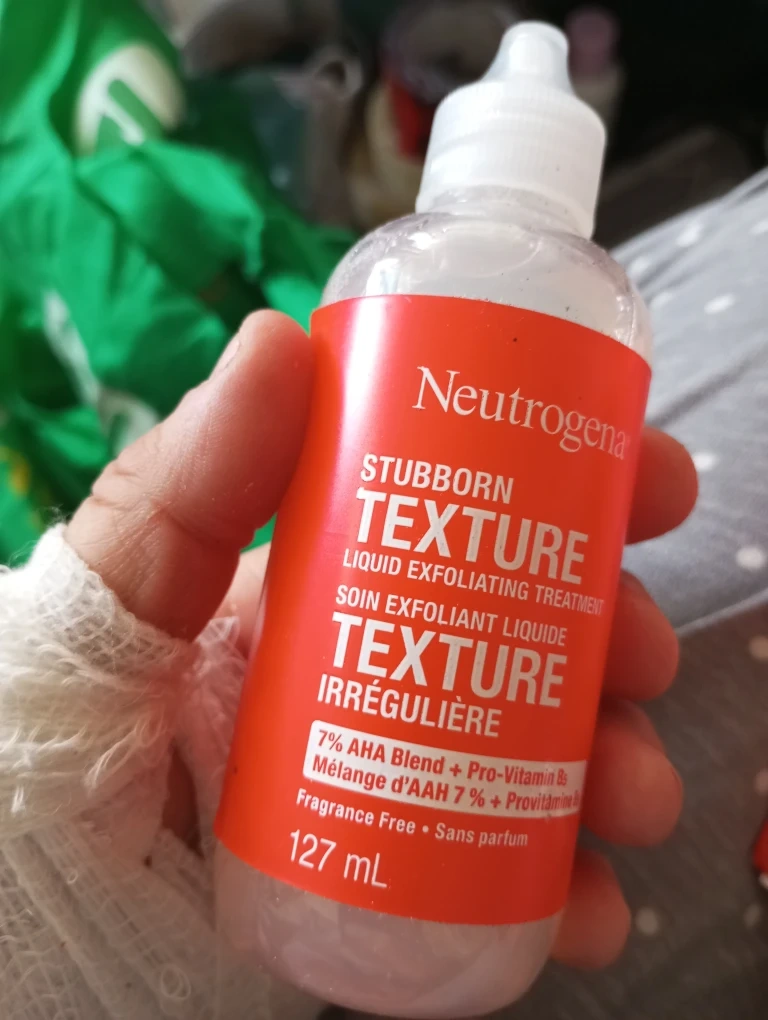 Neutrogena
STUBBORN
TEXTURE
LIQUID EXFOLIATING TREATMENT
SOIN EXFOLIANT LIQUIDE
TEXTURE
IRRÉGULIÈRE
7% AHA Blend + Pro-Vitamin B5
Mélange d'AAH 7 % + Provitamine
Fragrance Free • Sans parfum
127 mL